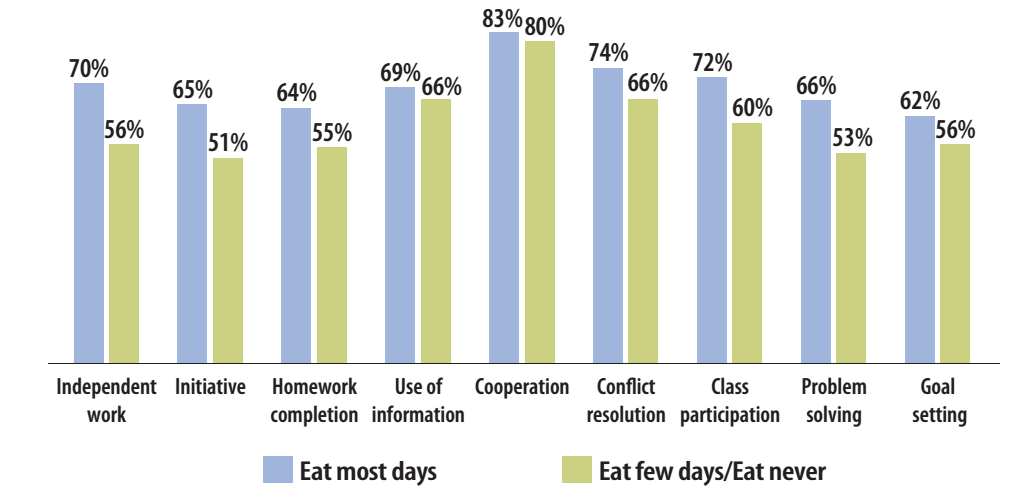 70%
56%
65%
51%
64%
55%
69%
66%
83%
80%
74%
66%
72%
60%
66%
53%
62%
56%
Independent
work
Initiative
Homework
completion
Use of
information
Cooperation
Conflict
resolution
Class
participation
Problem
solving
Goal
setting
Eat most days
Eat few days/Eat never